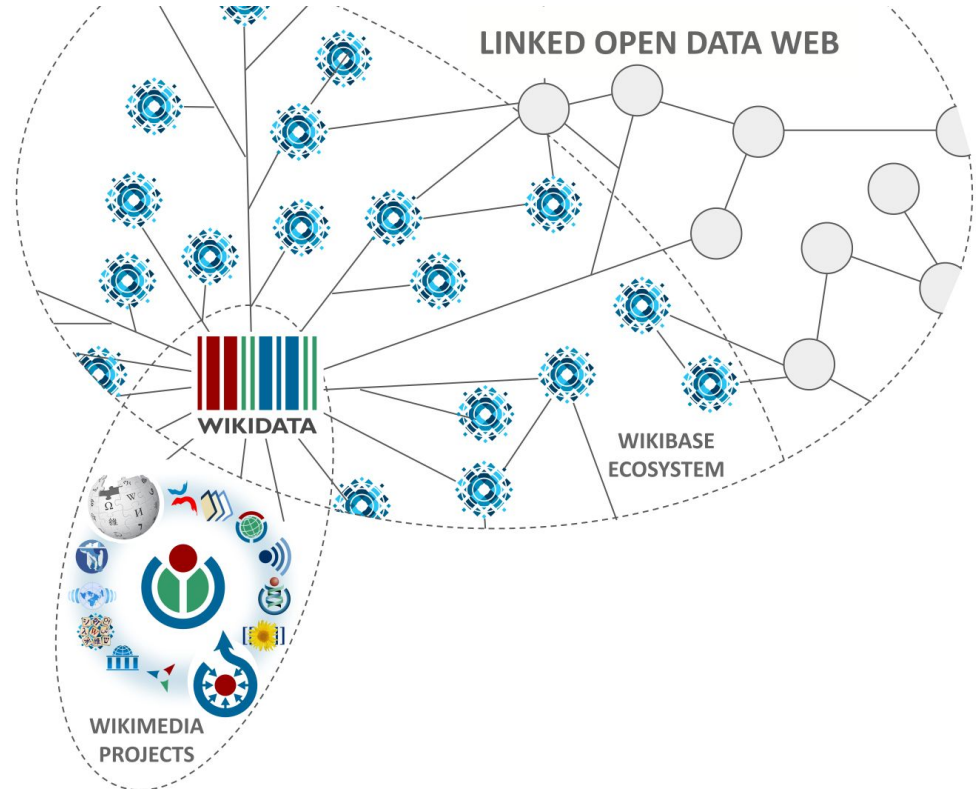 LINKED OPEN DATA WEB
WIKIDATA
WIKIBASE
ECOSYSTEM
WIKIMEDIA
PROJECTS